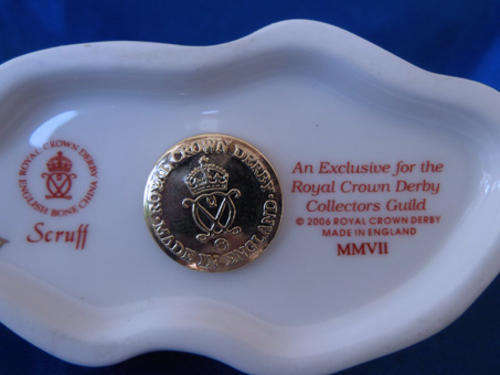 ROYAL CROWN DERBY
ENGLISH BONE CHINA
Scruff
ROYAL CROWN DERBY
MADE IN ENGLAND
An Exclusive for the
Royal Crown Derby
Collectors Guild
© 2006 ROYAL CROWN DERBY
MADE IN ENGLAND
MMVII